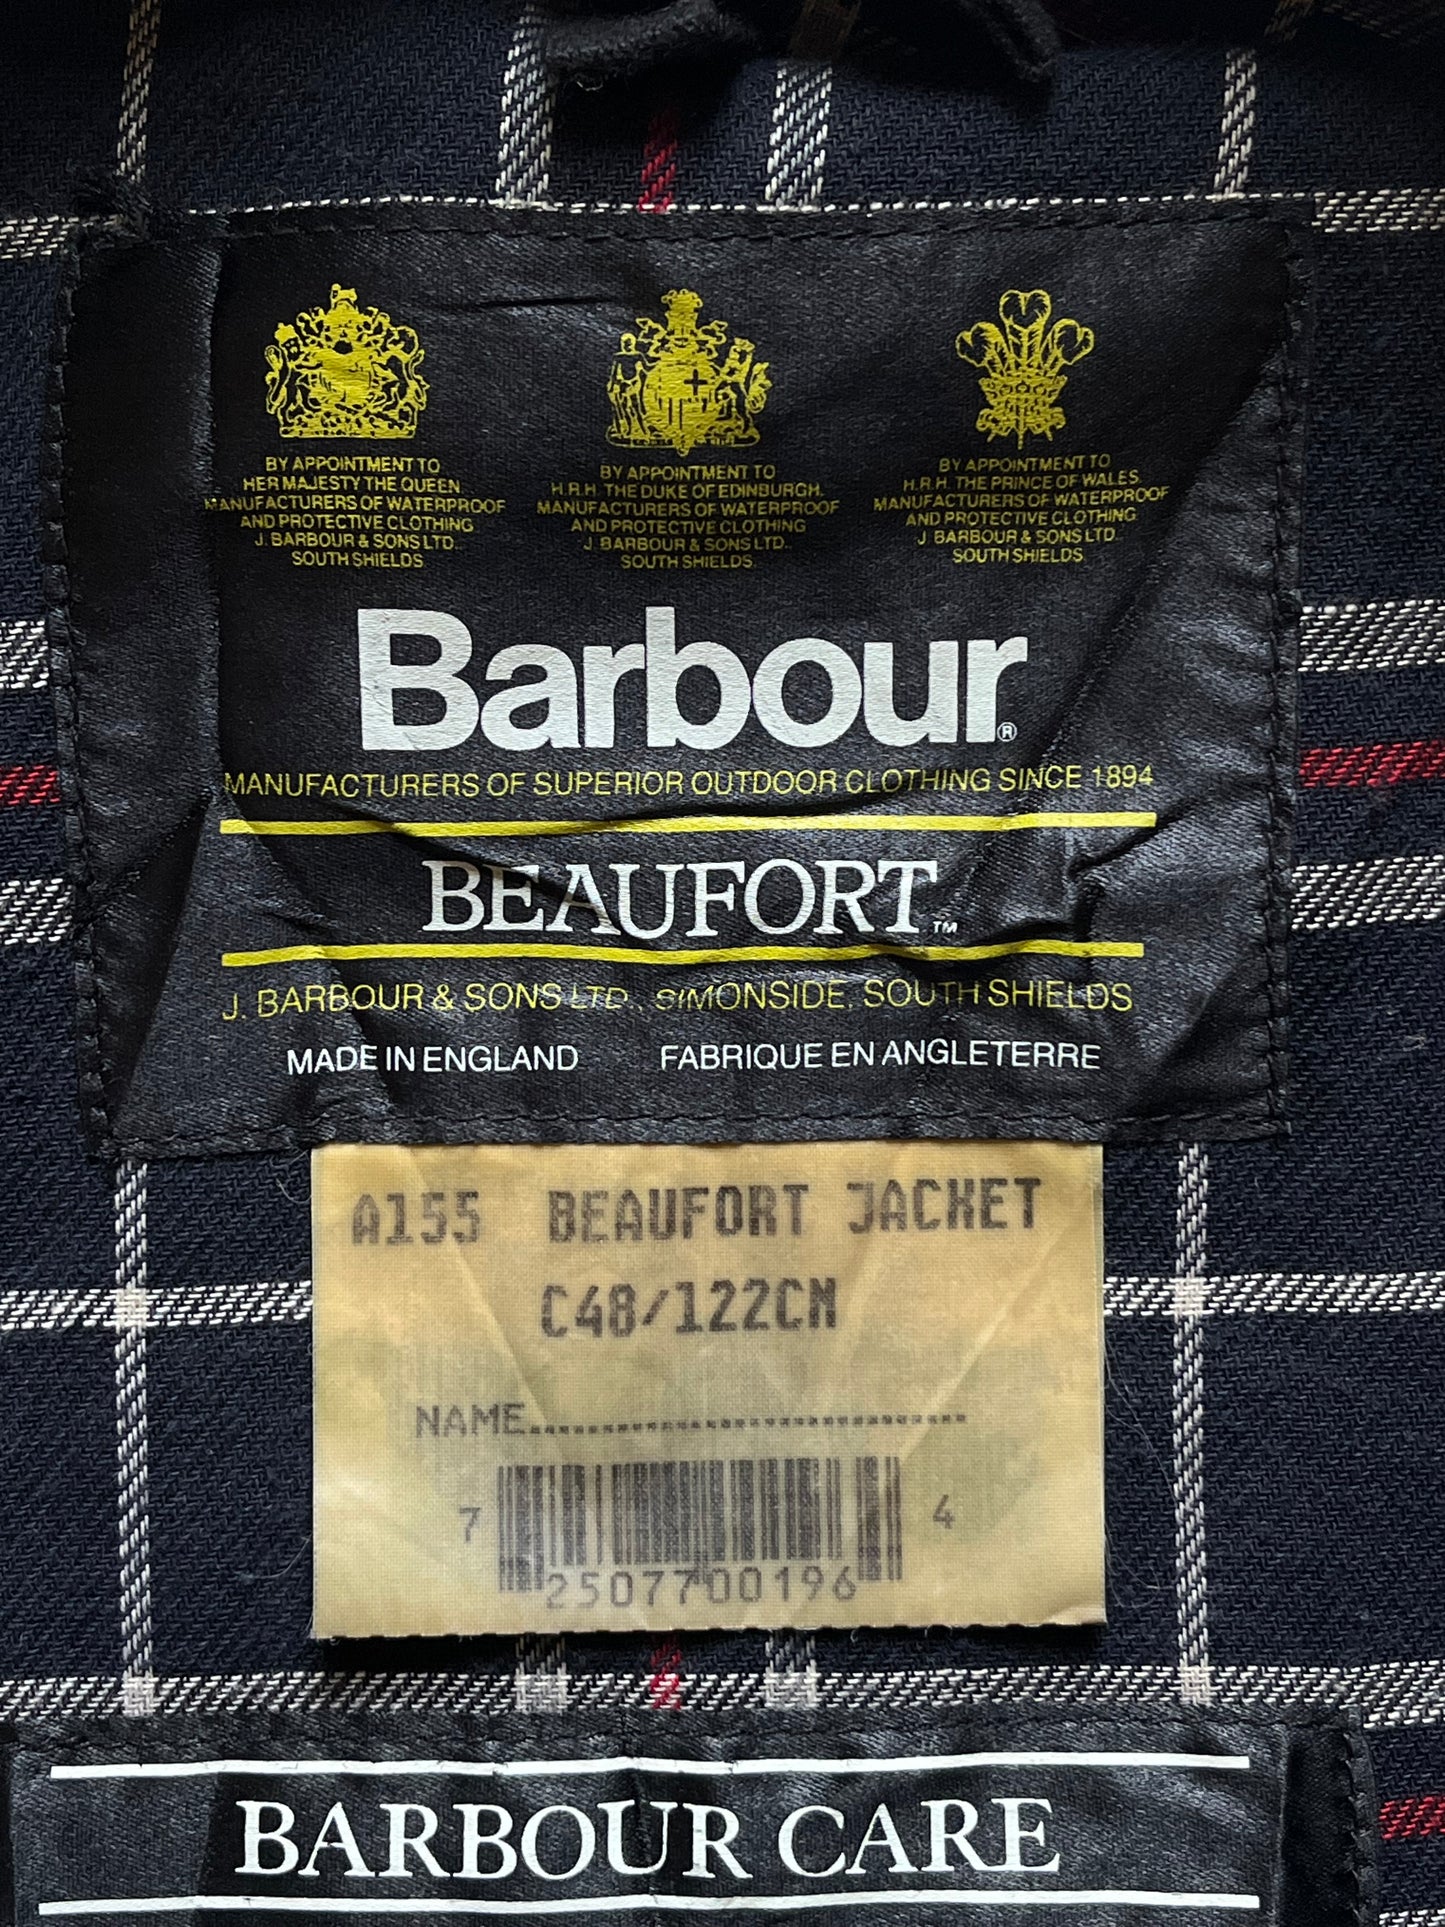 BY APPOINTMENT TO
HER MAJESTY THE QUEEN
MANUFACTURERS OF WATERPROOF
AND PROTECTIVE CLOTHING
J. BARBOUR & SONS LTD.
SOUTH SHIELDS
BY APPOINTMENT TO
H.R.H. THE DUKE OF EDINBURGH.
MANUFACTURERS OF WATERPROOF
AND PROTECTIVE CLOTHING
J. BARBOUR & SONS LTD.
SOUTH SHIELDS
BY APPOINTMENT TO
H.R.H. THE PRINCE OF WALES
MANUFACTURERS OF WATERPROOF
AND PROTECTIVE CLOTHING
J. BARBOUR & SONS LTD.
SOUTH SHIELDS
Barbour®
MANUFACTURERS OF SUPERIOR OUTDOOR CLOTHING SINCE 1894
BEAUFORT™
J. BARBOUR & SONS LTD., SIMONSIDE, SOUTH SHIELDS
MADE IN ENGLAND FABRIQUE EN ANGLETERRE
A155 BEAUFORT JACKET
C48/122CM
NAME........................................
7 2507700196 4
BARBOUR CARE